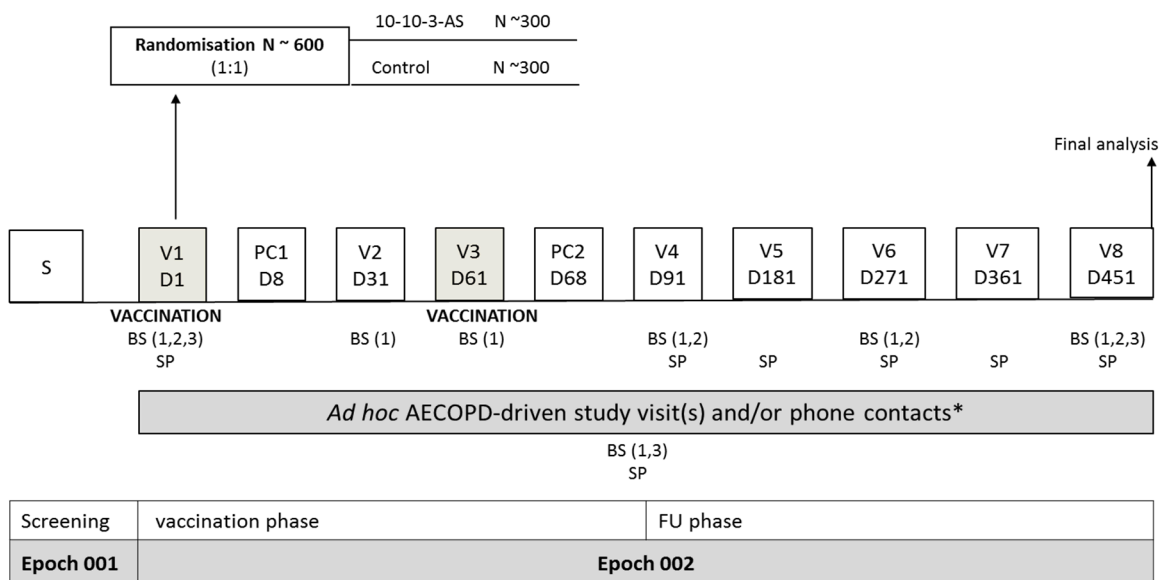 10-10-3-AS N ~300
Randomisation N ~ 600
(1:1)
Control N ~300
Final analysis
S
V1
D1
PC1
D8
V2
D31
V3
D61
PC2
D68
V4
D91
V5
D181
V6
D271
V7
D361
V8
D451
VACCINATION
BS (1,2,3)
SP
BS (1)
VACCINATION
BS (1)
BS (1,2)
SP
SP
BS (1,2)
SP
SP
BS (1,2,3)
SP
Ad hoc AECOPD-driven study visit(s) and/or phone contacts*
BS (1,3)
SP
Screening vaccination phase FU phase
Epoch 001 Epoch 002